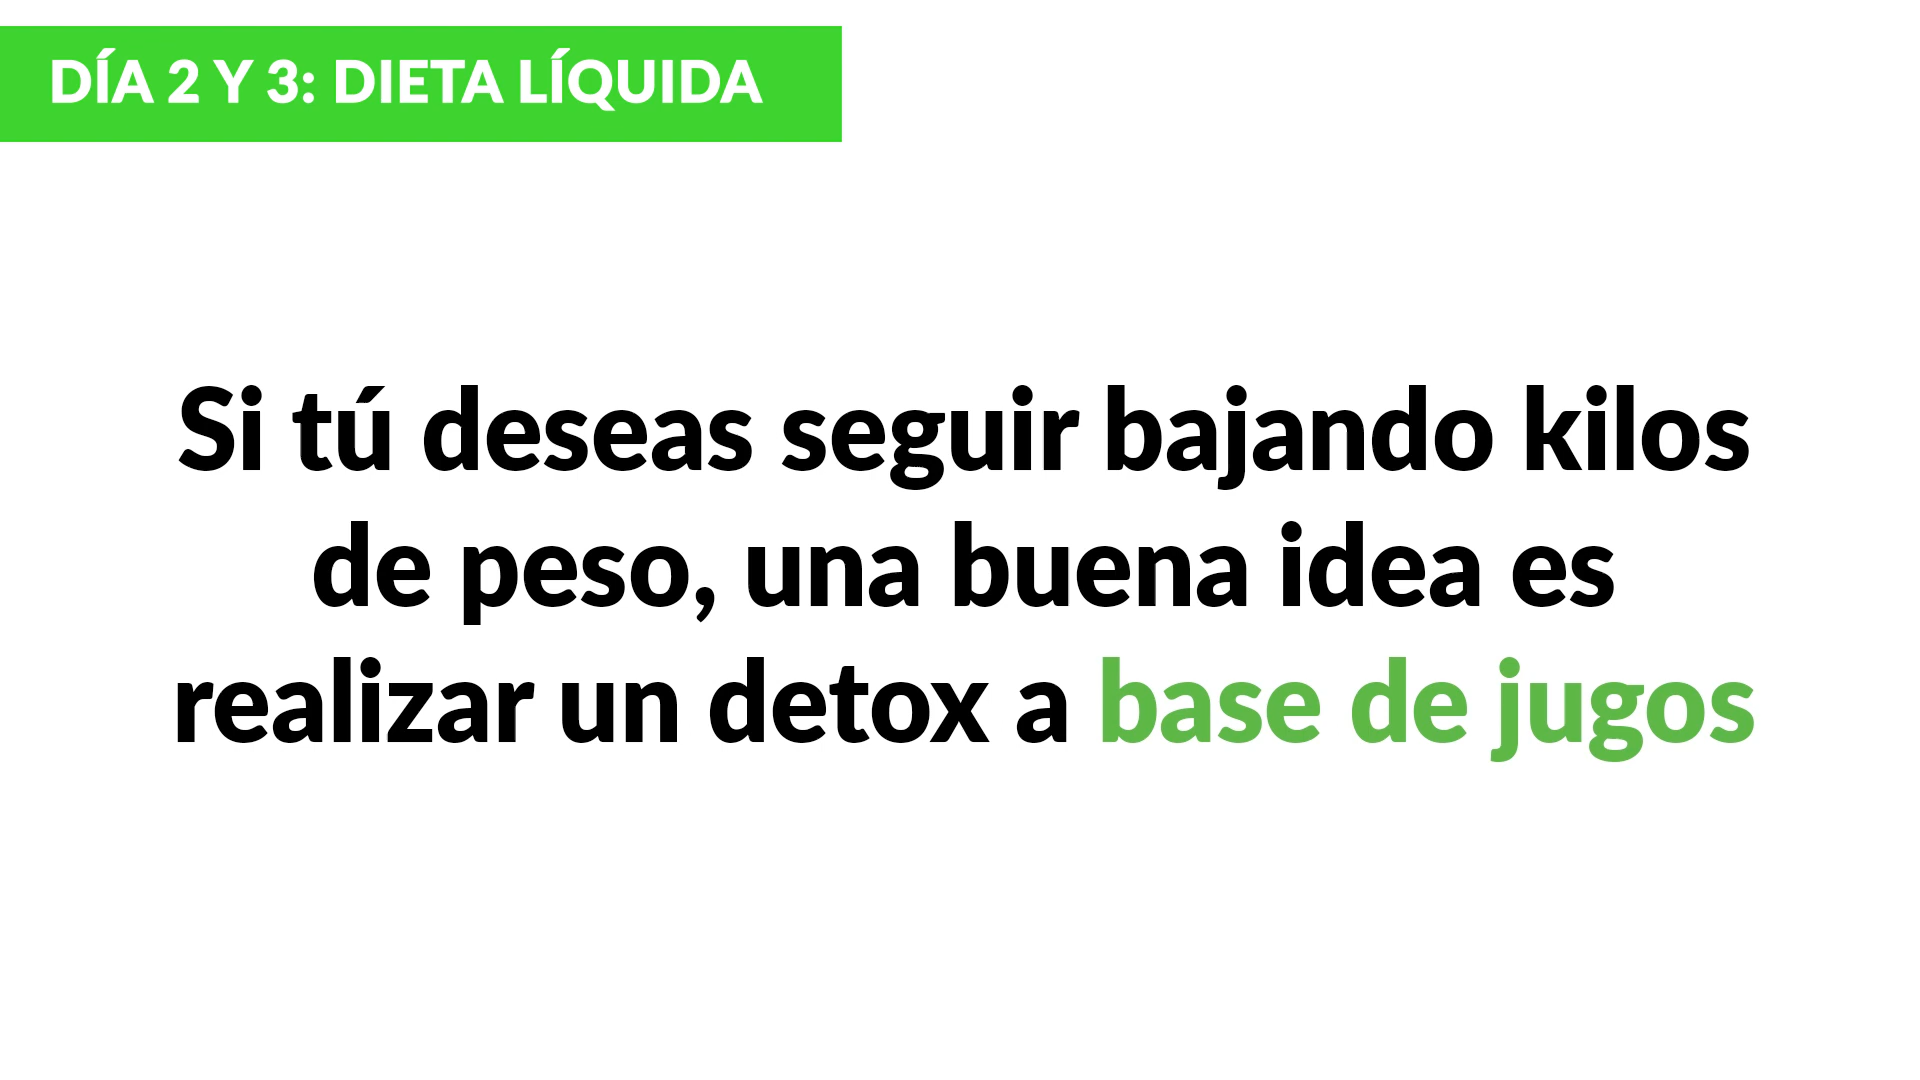 DÍA 2 Y 3: DIETA LÍQUIDA
Si tú deseas seguir bajando kilos
de peso, una buena idea es
realizar un detox a base de jugos